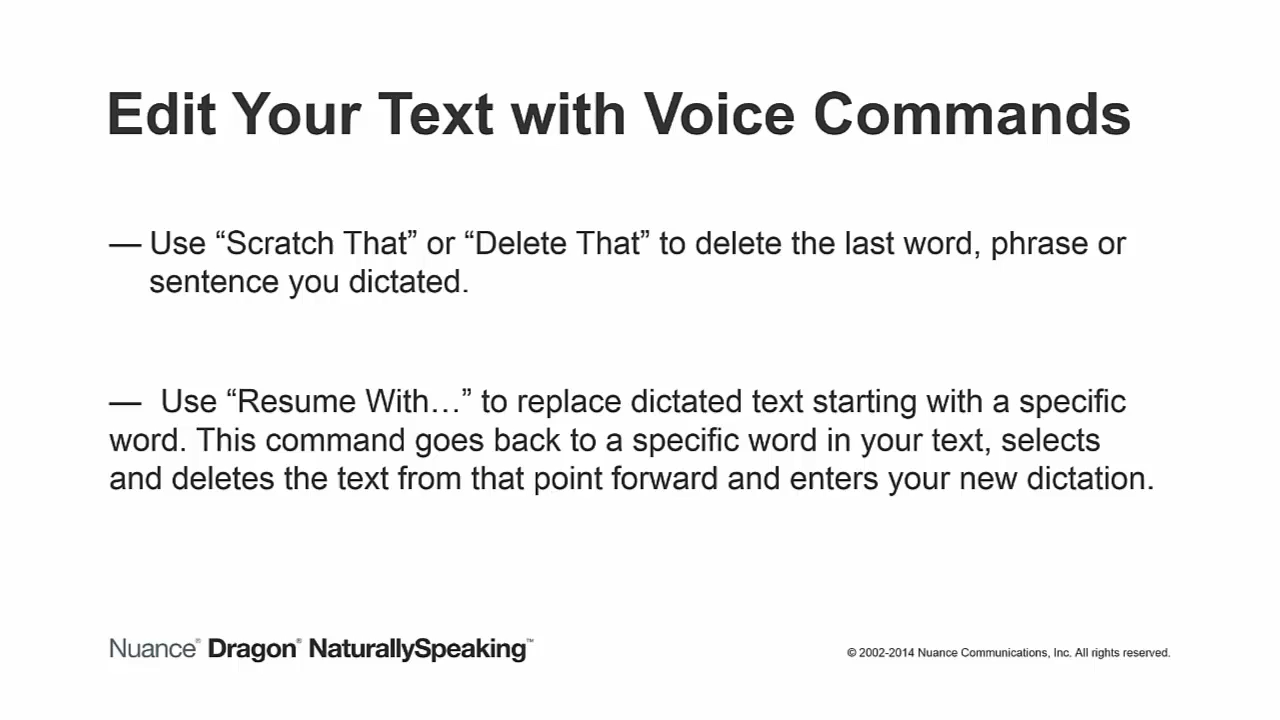 Edit Your Text with Voice Commands
— Use “Scratch That” or “Delete That” to delete the last word, phrase or
sentence you dictated.
— Use “Resume With…” to replace dictated text starting with a specific
word. This command goes back to a specific word in your text, selects
and deletes the text from that point forward and enters your new dictation.
Nuance® Dragon® NaturallySpeaking™
© 2002-2014 Nuance Communications, Inc. All rights reserved.